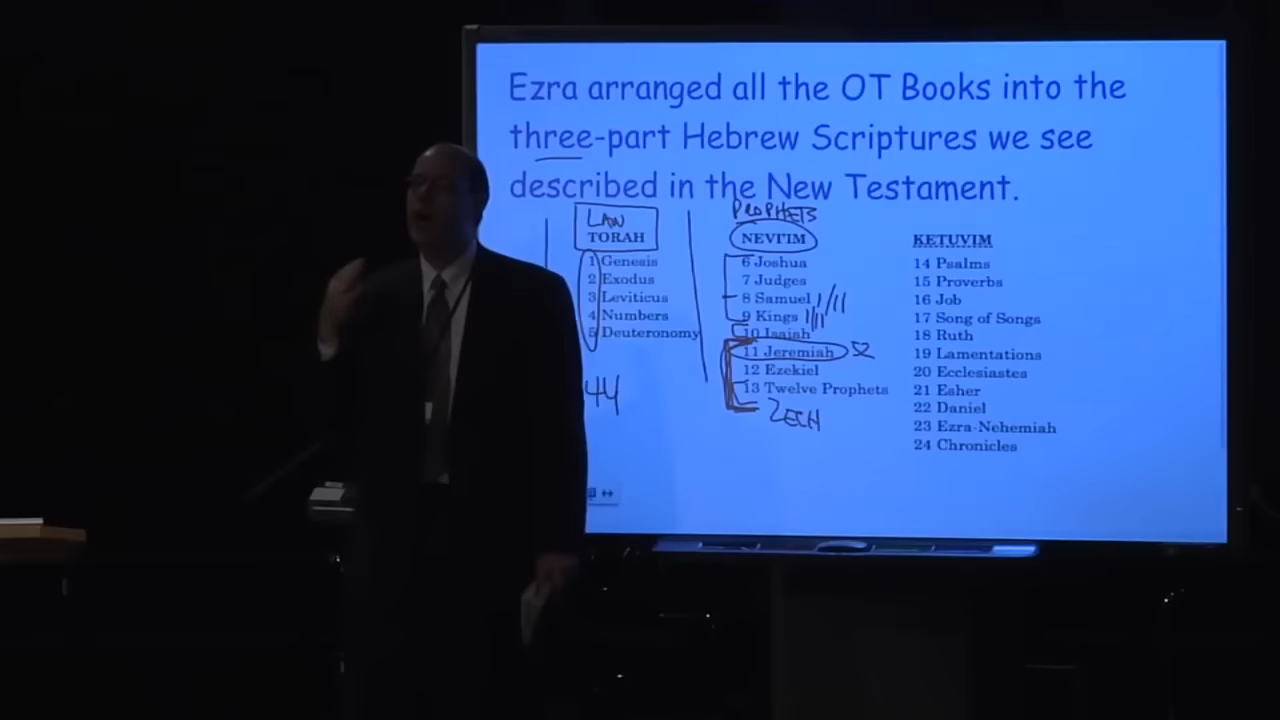 Ezra arranged all the OT Books into the
three-part Hebrew Scriptures we see
described in the New Testament.
LAW
TORAH
1 Genesis
2 Exodus
3 Leviticus
4 Numbers
5 Deuteronomy
44
PROPHETS
NEVI'IM
6 Joshua
7 Judges
8 Samuel I/II
9 Kings I/II
10 Isaiah
11 Jeremiah
12 Ezekiel
13 Twelve Prophets
ZECH
KETUVIM
14 Psalms
15 Proverbs
16 Job
17 Song of Songs
18 Ruth
19 Lamentations
20 Ecclesiastes
21 Esher
22 Daniel
23 Ezra-Nehemiah
24 Chronicles